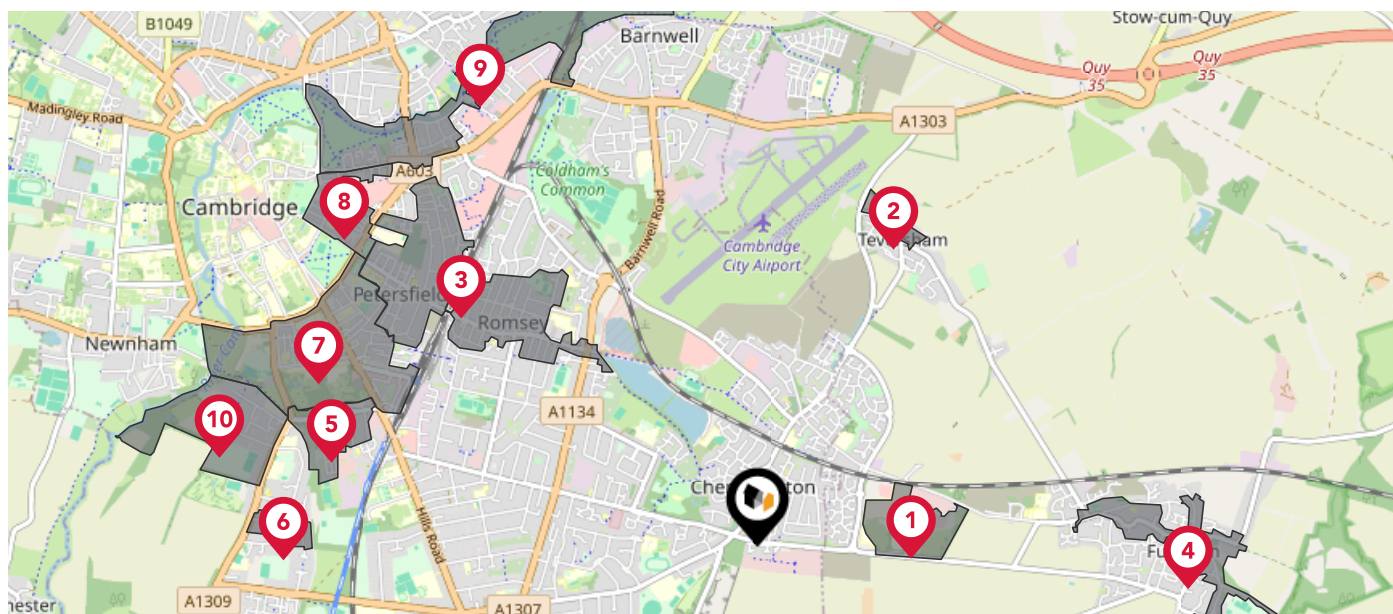 B1049
Barnwell
Stow-cum-Quy
9
Quy
35
Quy
35
Madingley Road
A1303
A603
Coldham's
Common
8
Cambridge
2
Barnwell Road
Cambridge
City Airport
3
Petersfield
Romsey
Newnham
7
A1134
10
5
6
Hills Road
1
4
A1309
A1307